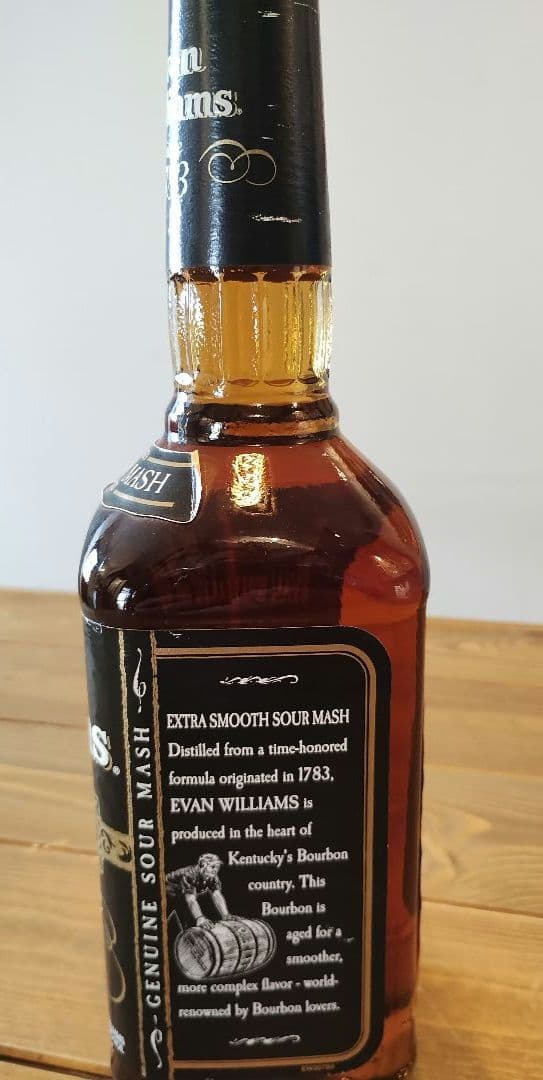 MASH
GENUINE SOUR MASH
EXTRA SMOOTH SOUR MASH
Distilled from a time-honored
formula originated in 1783,
EVAN WILLIAMS is
produced in the heart of
Kentucky's Bourbon
country. This
Bourbon is
aged for a
smoother,
more complex flavor - world-
renowned by Bourbon lovers.